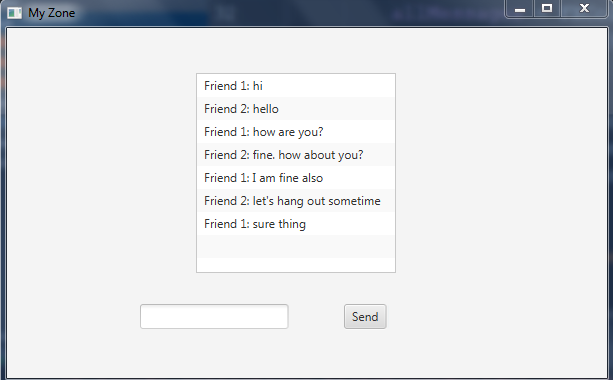 My Zone
Friend 1: hi
Friend 2: hello
Friend 1: how are you?
Friend 2: fine. how about you?
Friend 1: I am fine also
Friend 2: let's hang out sometime
Friend 1: sure thing
Send